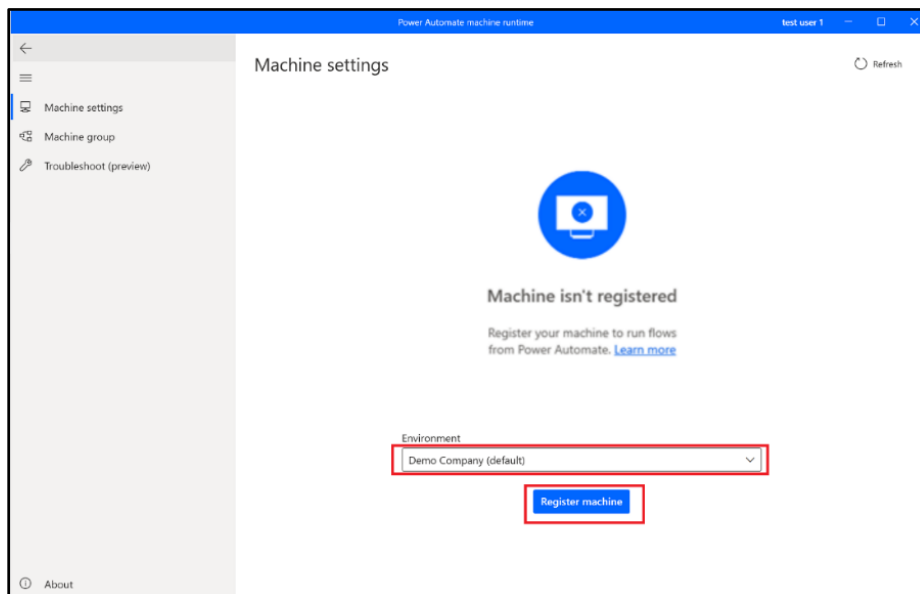 Power Automate machine runtime
test user 1
Machine settings
Refresh
Machine settings
Machine group
Troubleshoot (preview)
Machine isn't registered
Register your machine to run flows
from Power Automate. Learn more
Environment
Demo Company (default)
Register machine
About